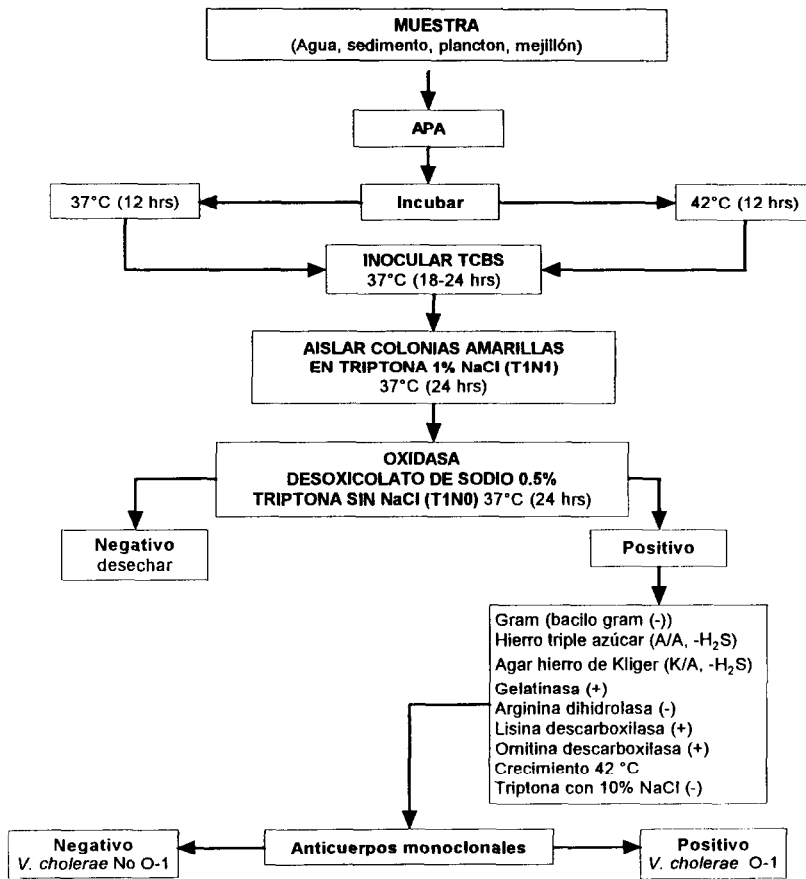 MUESTRA
(Agua, sedimento, plancton, mejillón)
APA
37°C (12 hrs)
Incubar
42°C (12 hrs)
INOCULAR TCBS
37°C (18-24 hrs)
AISLAR COLONIAS AMARILLAS
EN TRIPTONA 1% NaCl (T1N1)
37°C (24 hrs)
OXIDASA
DESOXICOLATO DE SODIO 0.5%
TRIPTONA SIN NaCl (T1N0) 37°C (24 hrs)
Negativo
desechar
Positivo
Gram (bacilo gram (-))
Hierro triple azúcar (A/A, -H₂S)
Agar hierro de Kliger (K/A, -H₂S)
Gelatinasa (+)
Arginina dihidrolasa (-)
Lisina descarboxilasa (+)
Ornitina descarboxilasa (+)
Crecimiento 42 °C
Triptona con 10% NaCl (-)
Negativo
V. cholerae No O-1
Anticuerpos monoclonales
Positivo
V. cholerae O-1